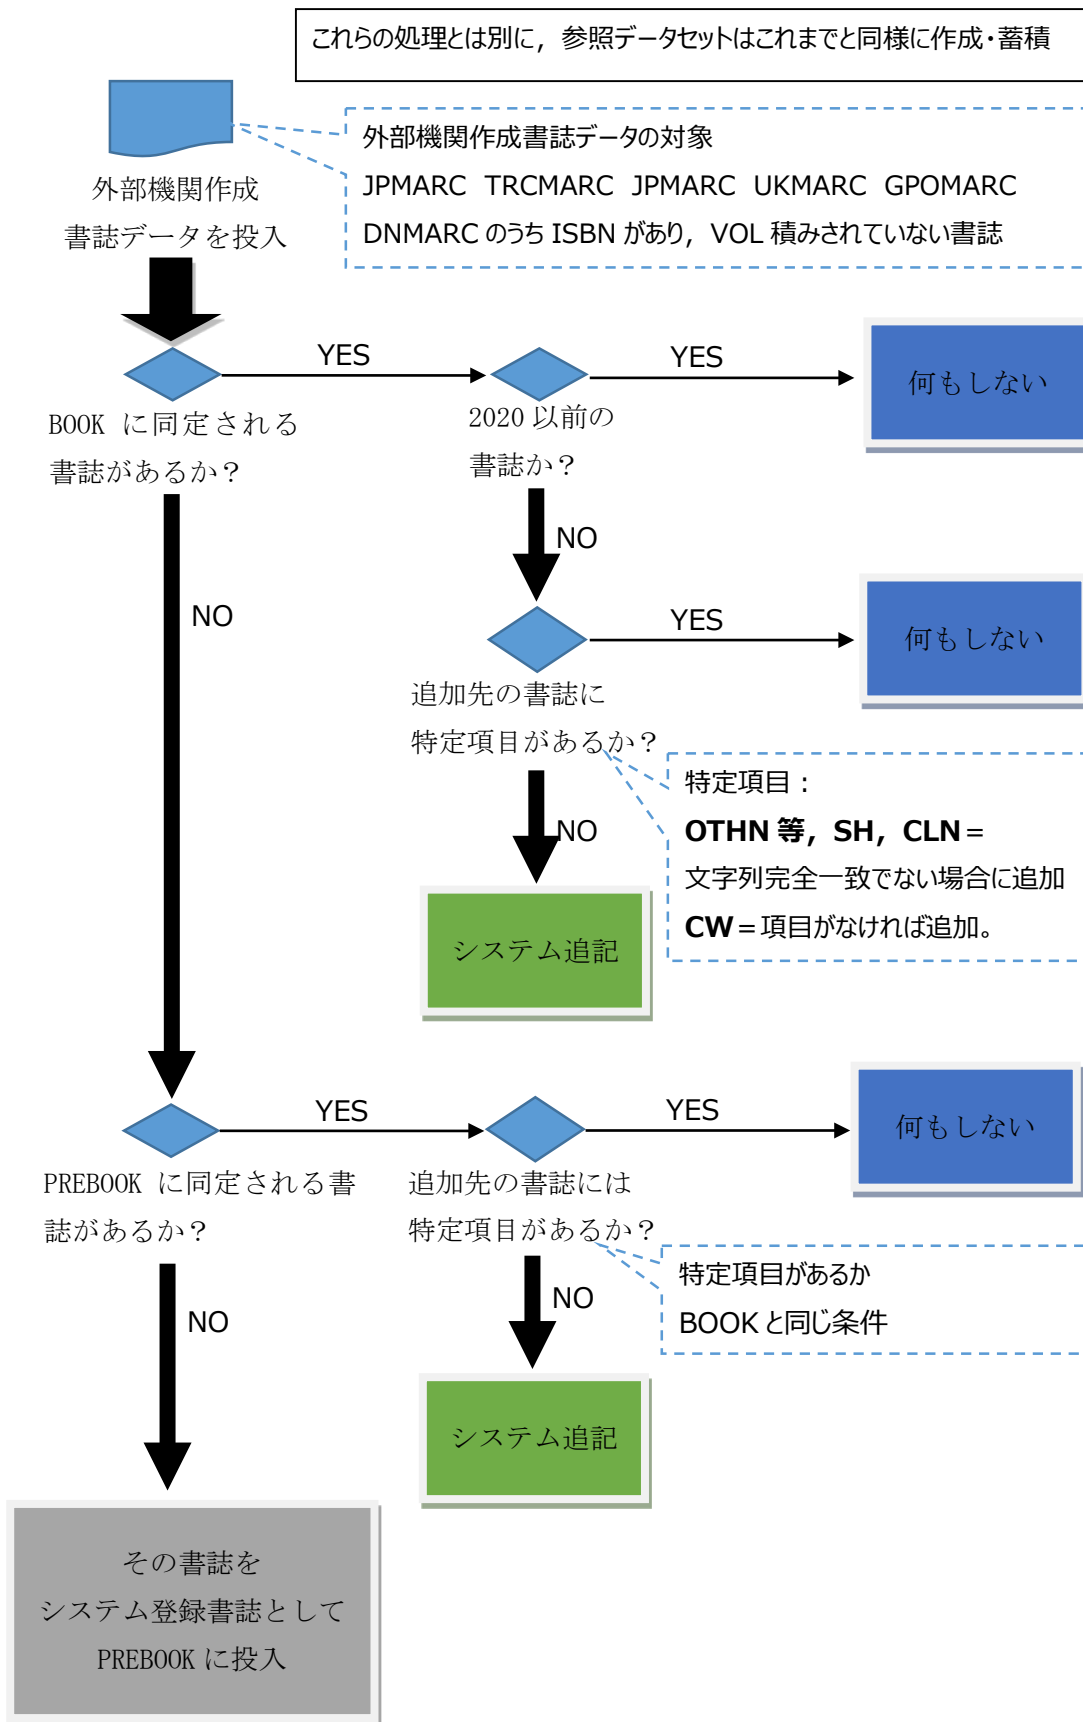 これらの処理とは別に，参照データセットはこれまでと同様に作成・蓄積
外部機関作成
書誌データを投入
外部機関作成書誌データの対象
JPMARC TRCMARC JPMARC UKMARC GPOMARC
DNMARC のうち ISBN があり，VOL 積みされていない書誌
YES
YES
何もしない
BOOK に同定される
書誌があるか？
2020 以前の
書誌か？
NO
NO
YES
何もしない
追加先の書誌に
特定項目があるか？
特定項目：
OTHN 等，SH，CLN＝
文字列完全一致でない場合に追加
CW＝項目がなければ追加。
NO
システム追記
YES
YES
何もしない
PREBOOK に同定される書
誌があるか？
追加先の書誌には
特定項目があるか？
特定項目があるか
BOOK と同じ条件
NO
NO
システム追記
その書誌を
システム登録書誌として
PREBOOK に投入